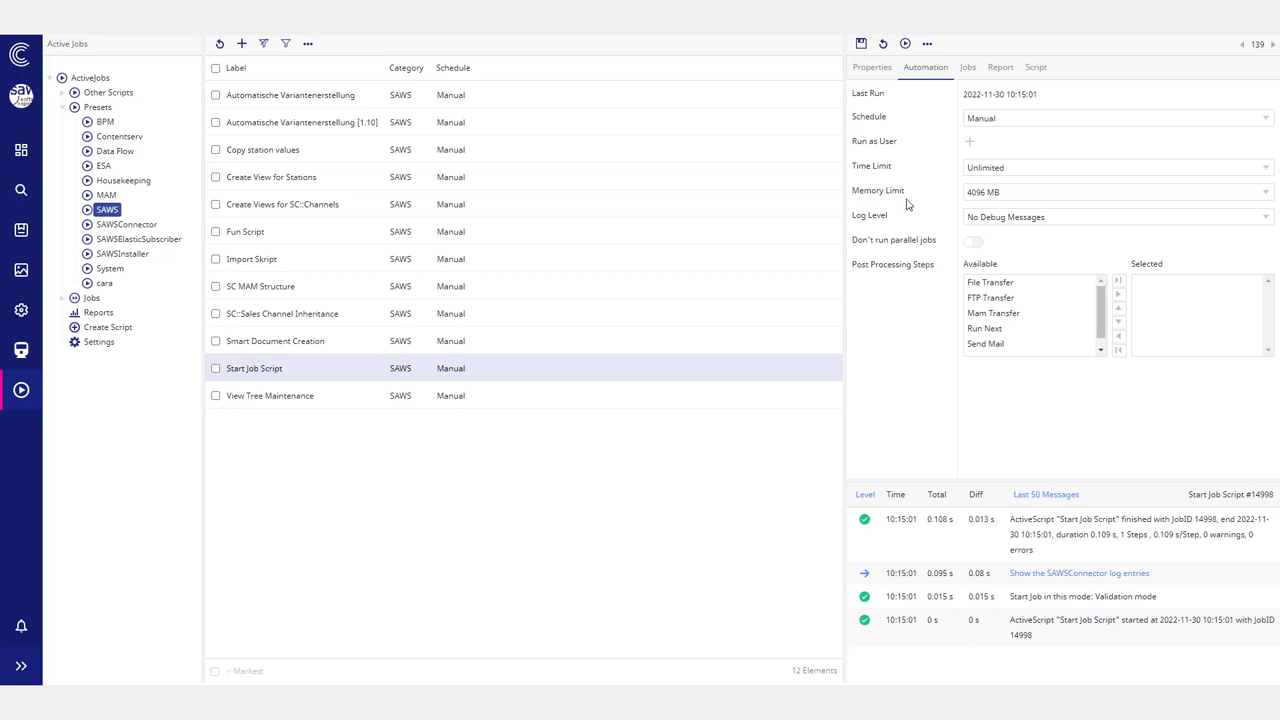 Active Jobs
ActiveJobs
Other Scripts
Presets
BPM
Contentserv
Data Flow
ESA
Housekeeping
MAM
SAWS
SAWSConnector
SAWSElasticSubscriber
SAWSInstaller
System
cara
Jobs
Reports
Create Script
Settings
Label Category Schedule
Automatische Variantenerstellung SAWS Manual
Automatische Variantenerstellung [1.10] SAWS Manual
Copy station values SAWS Manual
Create View for Stations SAWS Manual
Create Views for SC::Channels SAWS Manual
Fun Script SAWS Manual
Import Skript SAWS Manual
SC MAM Structure SAWS Manual
SC::Sales Channel Inheritance SAWS Manual
Smart Document Creation SAWS Manual
Start Job Script SAWS Manual
View Tree Maintenance SAWS Manual
Marked: 12 Elements
139
Properties Automation Jobs Report Script
Last Run 2022-11-30 10:15:01
Schedule Manual
Run as User
Time Limit Unlimited
Memory Limit 4096 MB
Log Level No Debug Messages
Don't run parallel jobs
Post Processing Steps Available Selected
File Transfer
FTP Transfer
Mam Transfer
Run Next
Send Mail
Level Time Total Diff Last 50 Messages Start Job Script #14998
10:15:01 0.108 s 0.013 s ActiveScript "Start Job Script" finished with JobID 14998, end 2022-11-
30 10:15:01, duration 0.109 s, 1 Steps , 0.109 s/Step, 0 warnings, 0
errors
10:15:01 0.095 s 0.08 s Show the SAWSConnector log entries
10:15:01 0.015 s 0.015 s Start Job in this mode: Validation mode
10:15:01 0 s 0 s ActiveScript "Start Job Script" started at 2022-11-30 10:15:01 with JobID
14998